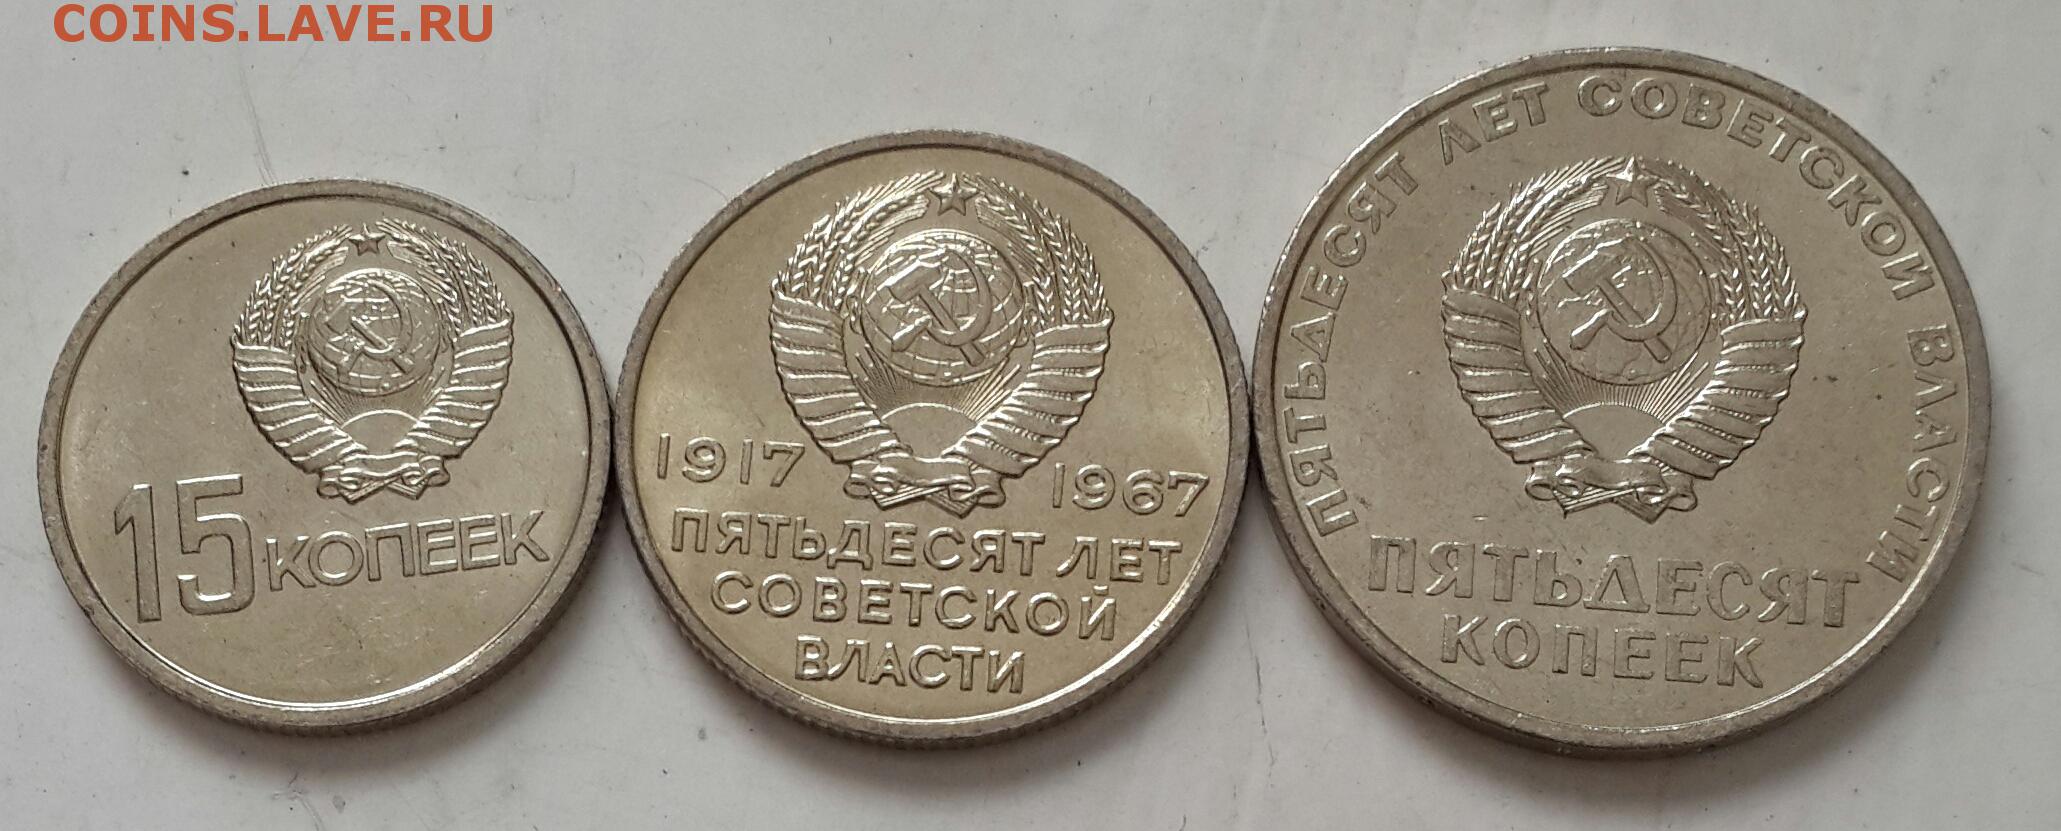 COINS.LAVE.RU
15 КОПЕЕК
1917 1967
ПЯТЬДЕСЯТ ЛЕТ
СОВЕТСКОЙ
ВЛАСТИ
ПЯТЬДЕСЯТ ЛЕТ СОВЕТСКОЙ ВЛАСТИ
ПЯТЬДЕСЯТ
КОПЕЕК